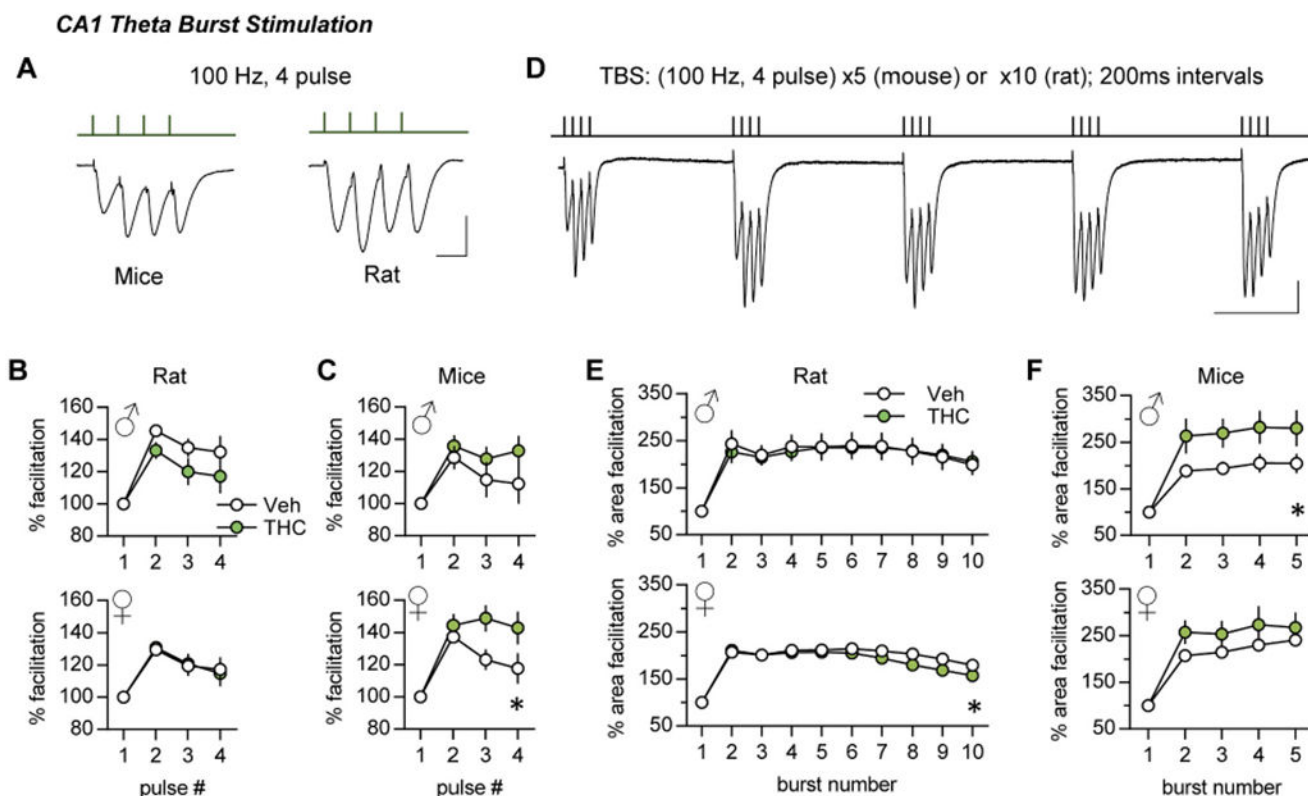 CA1 Theta Burst Stimulation
A
100 Hz, 4 pulse
Mice
Rat
D
TBS: (100 Hz, 4 pulse) x5 (mouse) or x10 (rat); 200ms intervals
B
Rat
% facilitation
160
140
120
100
80
Veh
THC
1 2 3 4
% facilitation
160
140
120
100
80
1 2 3 4
pulse #
C
Mice
% facilitation
160
140
120
100
80
1 2 3 4
% facilitation
160
140
120
100
80
*
1 2 3 4
pulse #
E
Rat
% area facilitation
350
250
150
50
Veh
THC
1 2 3 4 5 6 7 8 9 10
% area facilitation
350
250
150
50
*
1 2 3 4 5 6 7 8 9 10
burst number
F
Mice
% area facilitation
350
250
150
50
*
1 2 3 4 5
% area facilitation
350
250
150
50
1 2 3 4 5
burst number